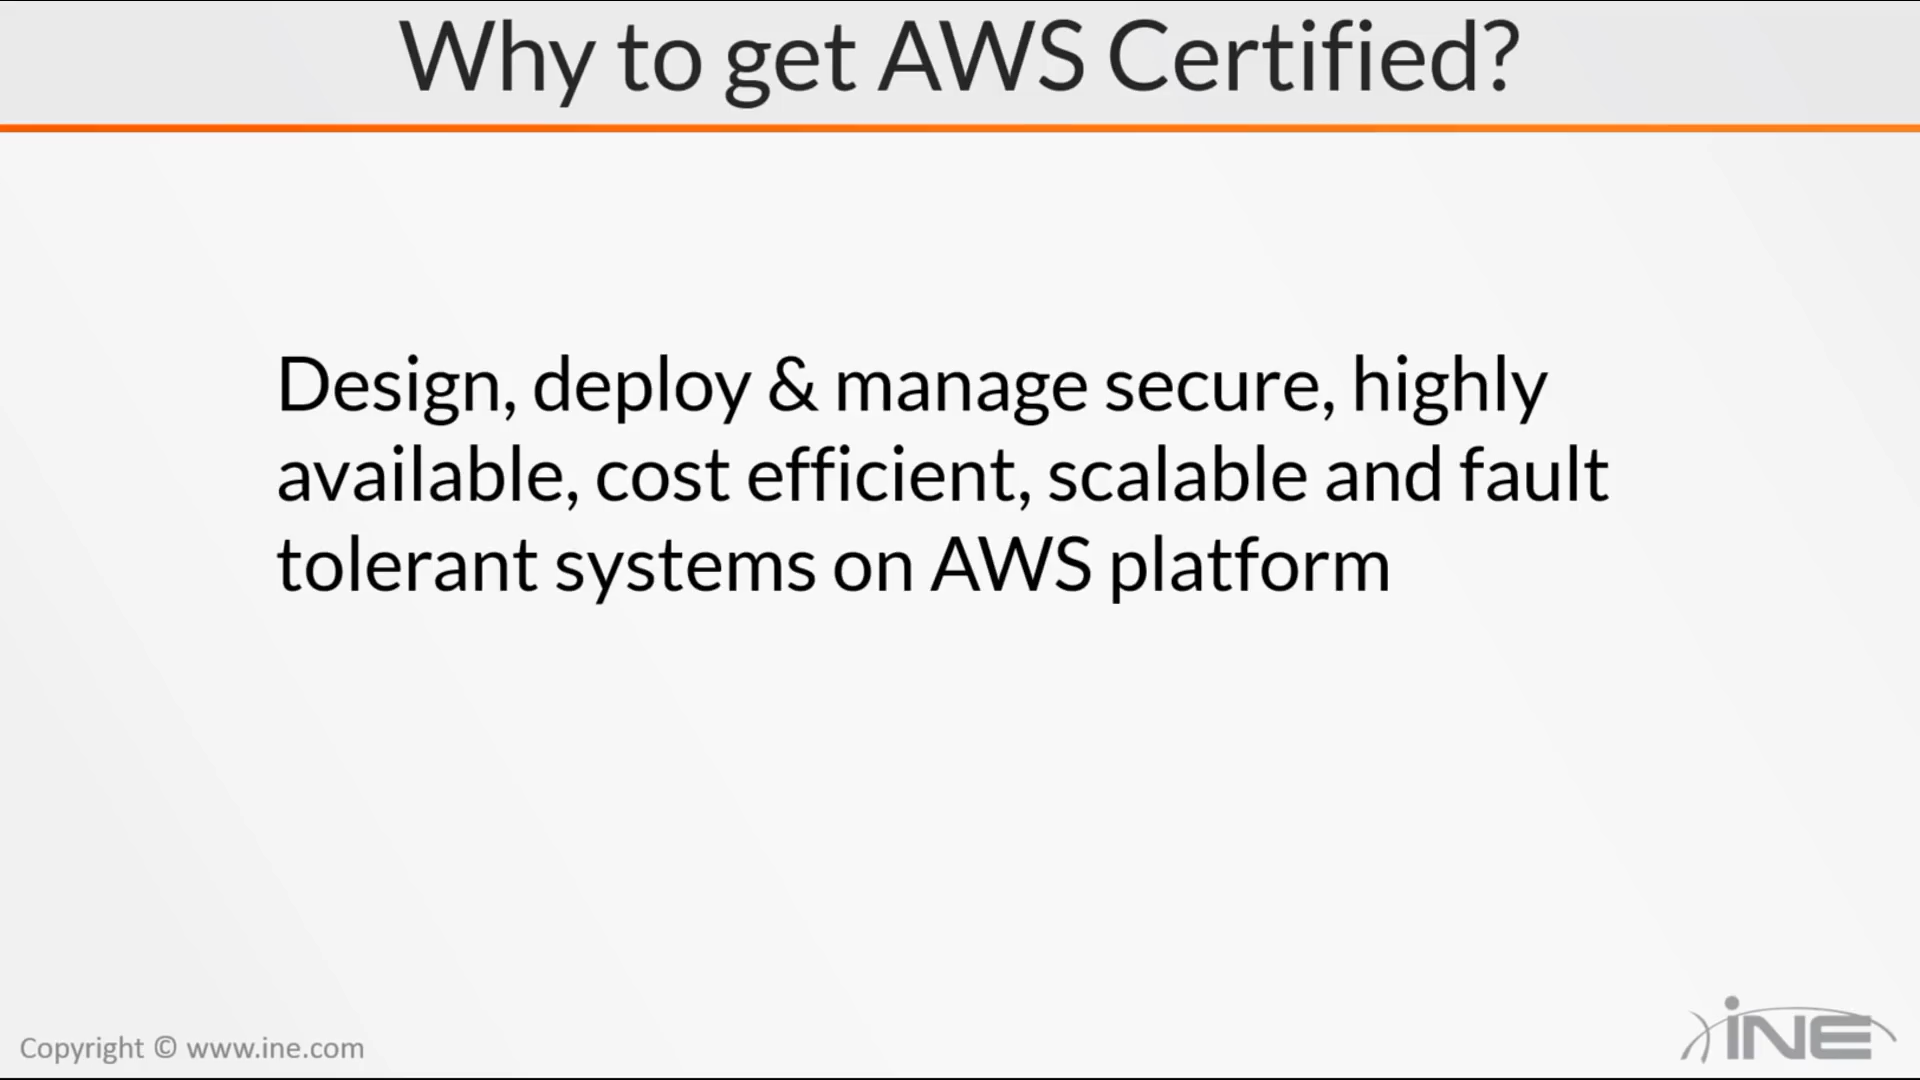 Why to get AWS Certified?
Design, deploy & manage secure, highly
available, cost efficient, scalable and fault
tolerant systems on AWS platform
Copyright © www.ine.com
iNE